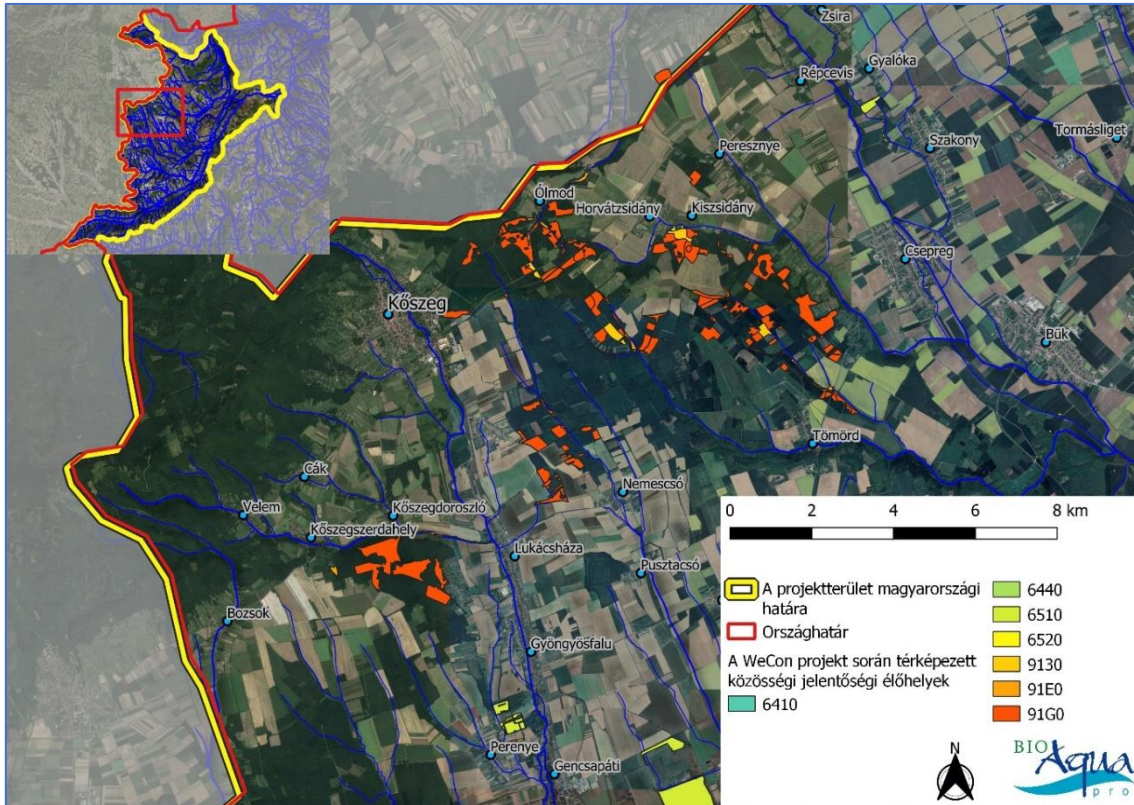 Zsira
Gyalóka
Répcevis
Szakony
Tormásliget
Peresznye
Ólmod
Horvátzsidány
Kiszsidány
Csepreg
Kőszeg
Bük
Tömörd
Cák
Nemescsó
Velem
Kőszegdoroszló
Kőszegszerdahely
Lukácsháza
Pusztacsó
Bozsok
Gyöngyösfalu
Perenye
Gencsapáti
0 2 4 6 8 km
A projektterület magyarországi
határa
Országhatár
A WeCon projekt során térképezett
közösségi jelentőségi élőhelyek
6410
6440
6510
6520
9130
91E0
91G0
N
BIO
Aqua
pro